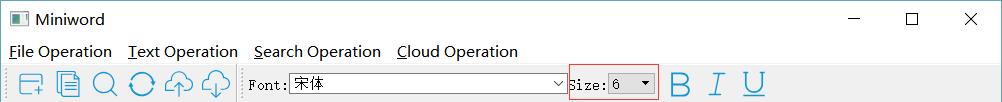 Miniword
File Operation Text Operation Search Operation Cloud Operation
Font: 宋体 Size: 6 B I U